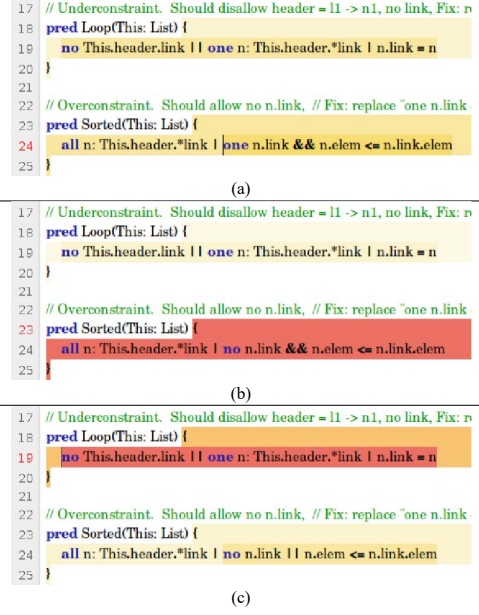 17 // Underconstraint. Should disallow header = l1 -> n1, no link, Fix: re
18 pred Loop(This: List) {
19 no This.header.link || one n: This.header.*link | n.link = n
20 }
21
22 // Overconstraint. Should allow no n.link, // Fix: replace "one n.link
23 pred Sorted(This: List) {
24 all n: This.header.*link | one n.link && n.elem <= n.link.elem
25 }
(a)
17 // Underconstraint. Should disallow header = l1 -> n1, no link, Fix: re
18 pred Loop(This: List) {
19 no This.header.link || one n: This.header.*link | n.link = n
20 }
21
22 // Overconstraint. Should allow no n.link, // Fix: replace "one n.link
23 pred Sorted(This: List) {
24 all n: This.header.*link | no n.link && n.elem <= n.link.elem
25 }
(b)
17 // Underconstraint. Should disallow header = l1 -> n1, no link, Fix: re
18 pred Loop(This: List) {
19 no This.header.link || one n: This.header.*link | n.link = n
20 }
21
22 // Overconstraint. Should allow no n.link, // Fix: replace "one n.link
23 pred Sorted(This: List) {
24 all n: This.header.*link | no n.link || n.elem <= n.link.elem
25 }
(c)